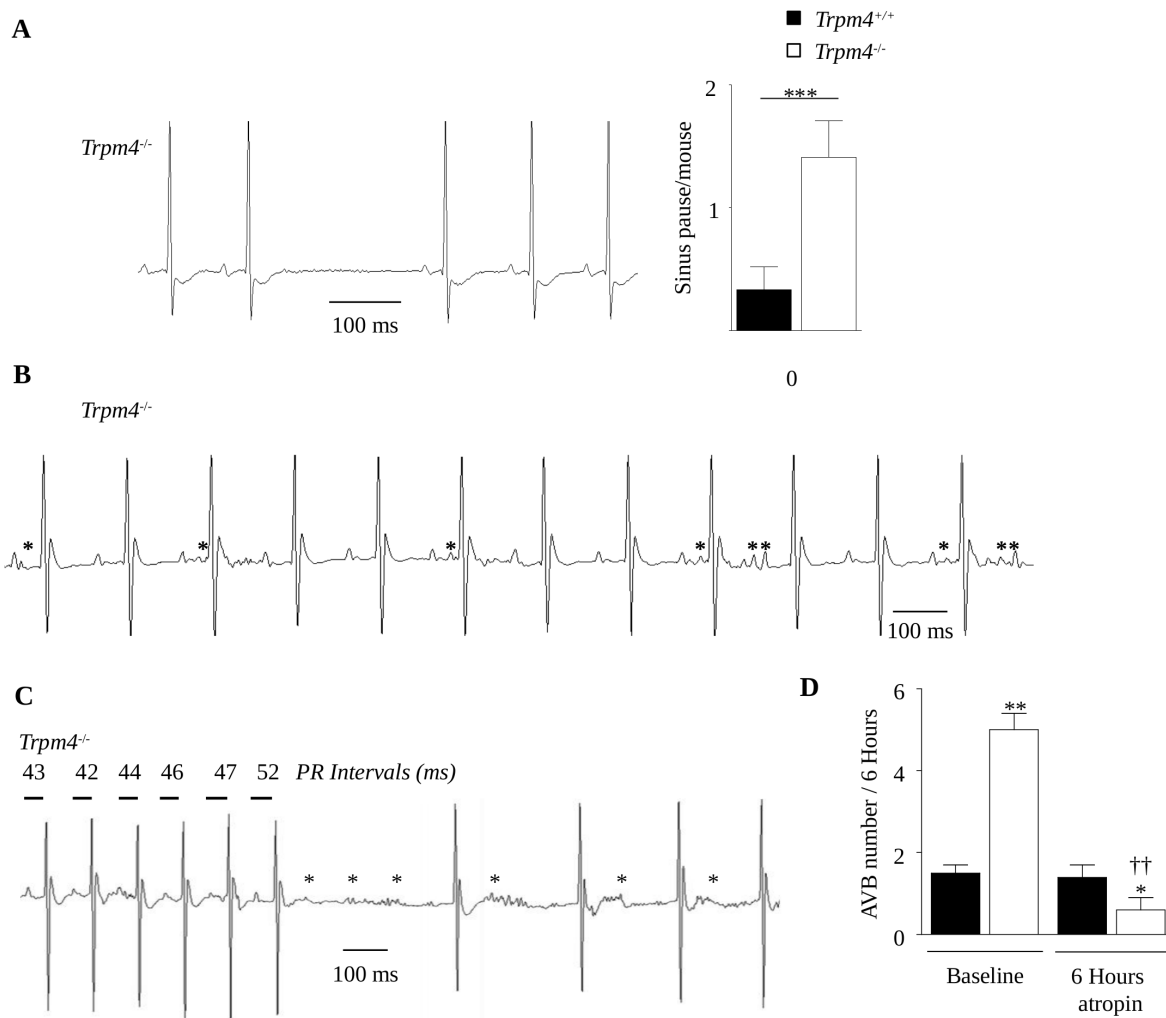 A
Trpm4+/+
Trpm4-/-
Trpm4-/-
2
***
1
Sinus pause/mouse
100 ms
0
B
Trpm4-/-
* * * * ** * **
100 ms
C
Trpm4-/-
43 42 44 46 47 52 PR Intervals (ms)
* * * * * *
100 ms
D
6
**
4
2
††
*
0
AVB number / 6 Hours
Baseline
6 Hours
atropin